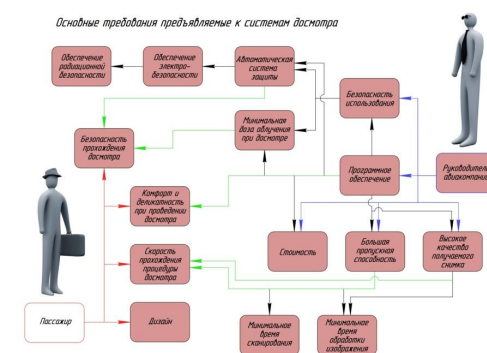 Основные требования предъявляемые к системам досмотра
Обеспечение
радиационной
безопасности
Обеспечение
электро-
безопасности
Автоматическая
система
защиты
Безопасность
использования
Безопасность
прохождения
досмотра
Минимальная
доза облучения
при досмотре
Программное
обеспечение
Руководитель
авиакомпании
Комфорт и
деликатность
при проведении
досмотра
Скорость
прохождения
процедуры
досмотра
Стоимость
Большая
пропускная
способность
Высокое
качество
получаемого
снимка
Пассажир
Дизайн
Минимальное
время
сканирования
Минимальное
время
обработки
изображения